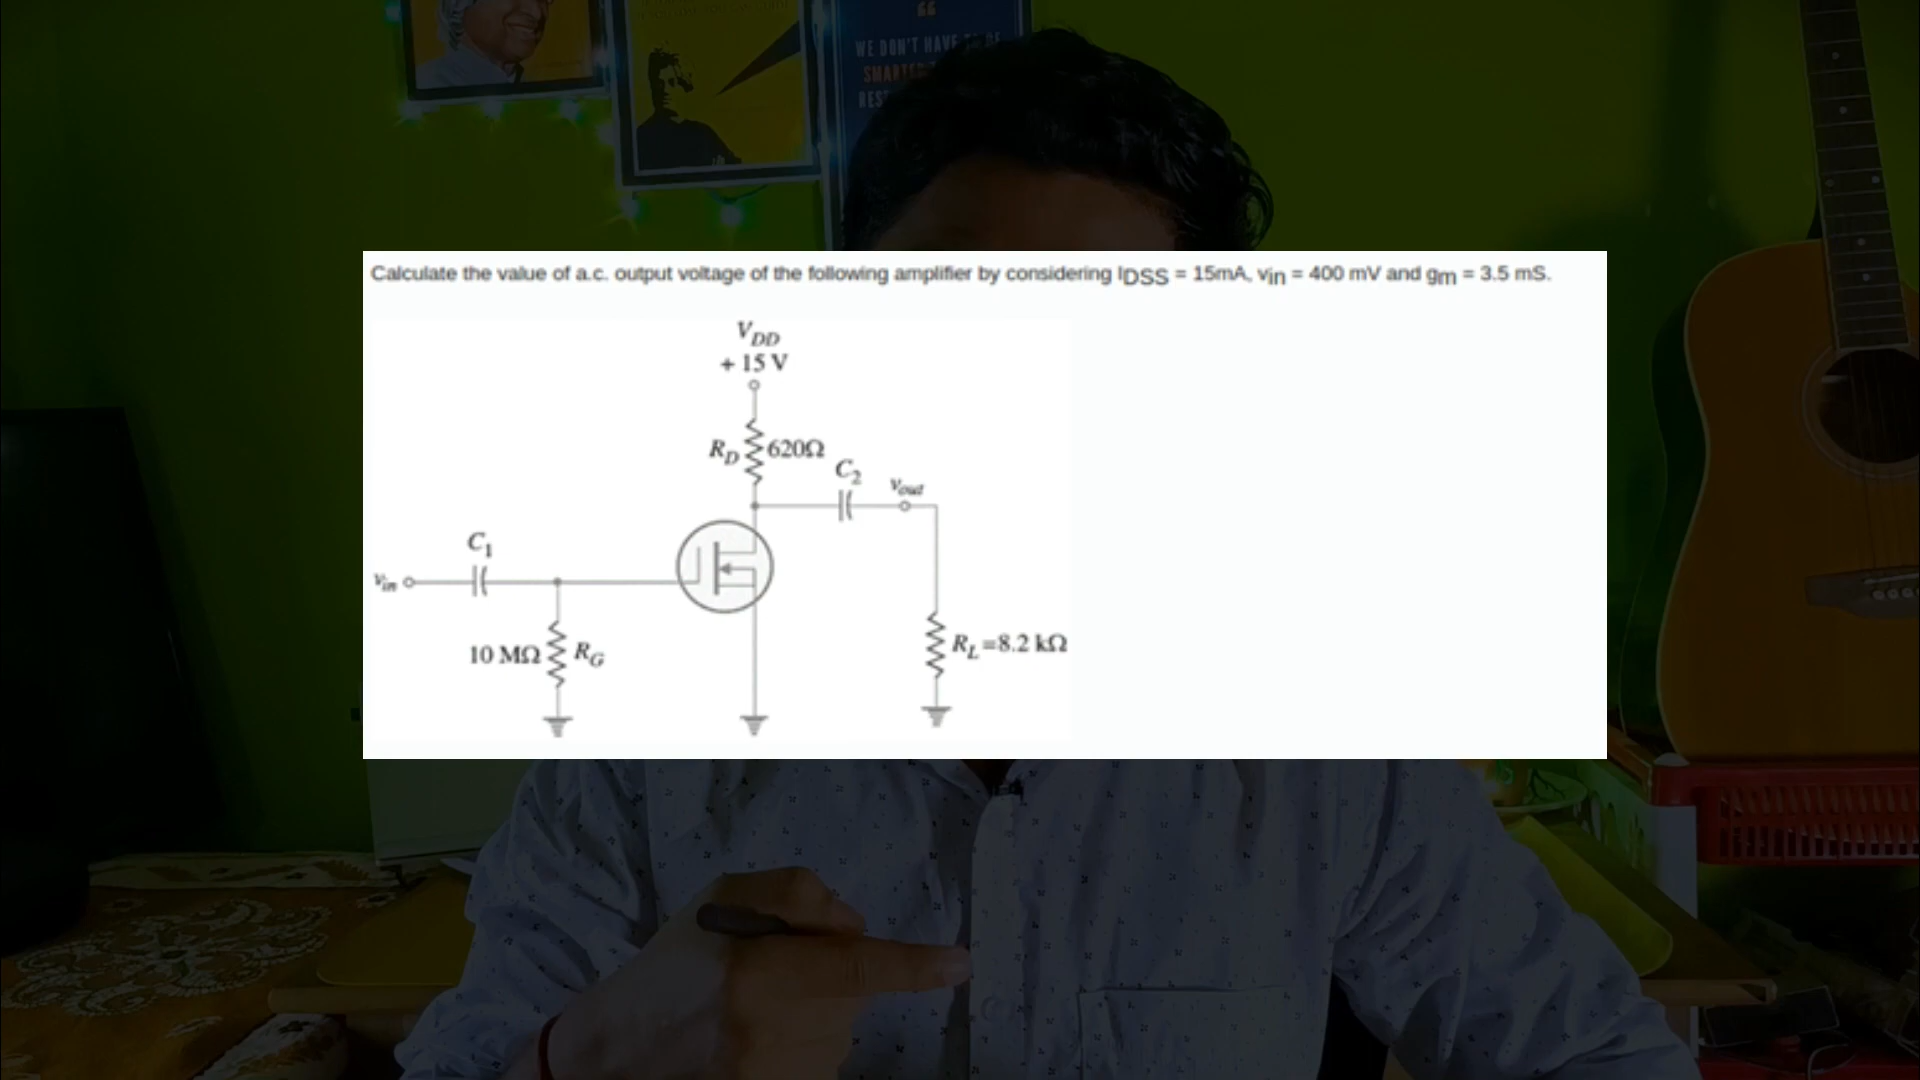 “
WE DON'T HAVE TO BE
Calculate the value of a.c. output voltage of the following amplifier by considering IDSS = 15mA, vin = 400 mV and gm = 3.5 mS.
VDD
+ 15 V
RD
620Ω
C2
Vout
C1
Vin
10 MΩ
RG
RL =8.2 kΩ